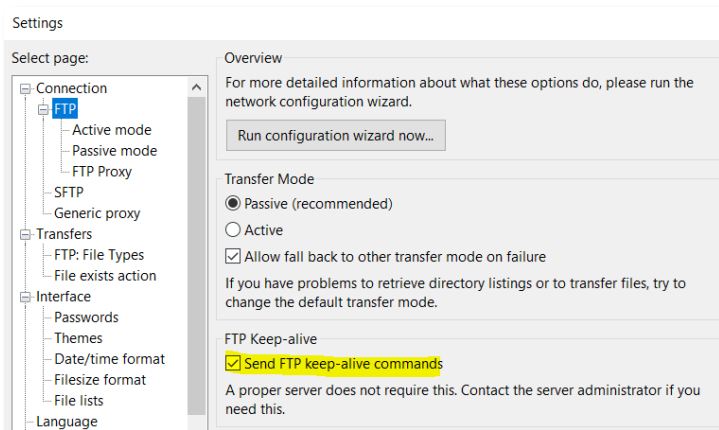 Settings
Select page:
Connection
FTP
Active mode
Passive mode
FTP Proxy
SFTP
Generic proxy
Transfers
FTP: File Types
File exists action
Interface
Passwords
Themes
Date/time format
Filesize format
File lists
Language
Overview
For more detailed information about what these options do, please run the
network configuration wizard.
Run configuration wizard now...
Transfer Mode
Passive (recommended)
Active
Allow fall back to other transfer mode on failure
If you have problems to retrieve directory listings or to transfer files, try to
change the default transfer mode.
FTP Keep-alive
Send FTP keep-alive commands
A proper server does not require this. Contact the server administrator if you
need this.